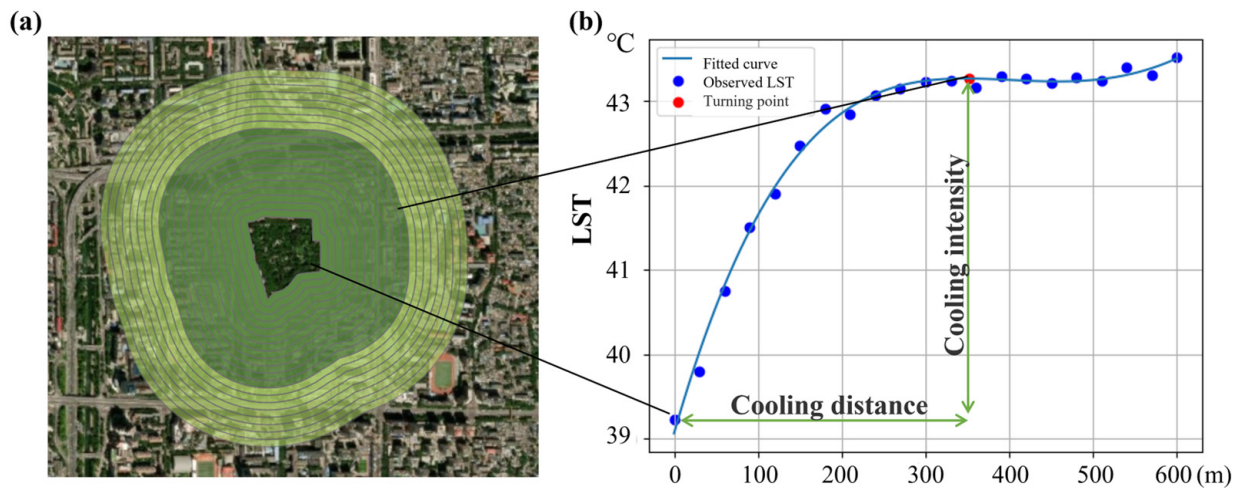 (a)
(b)
°C
Fitted curve
Observed LST
Turning point
43
42
41
40
39
LST
Cooling intensity
Cooling distance
0 100 200 300 400 500 600 (m)